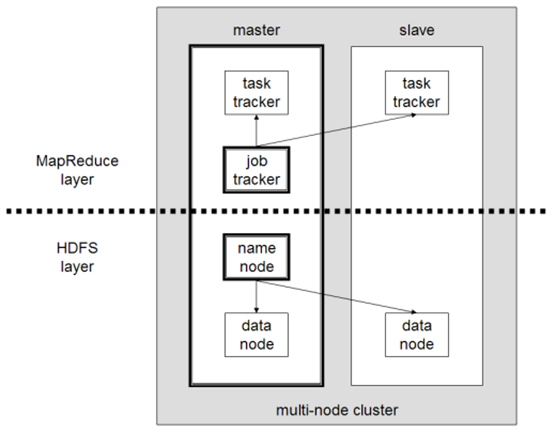 master
slave
task
tracker
task
tracker
MapReduce
layer
job
tracker
HDFS
layer
name
node
data
node
data
node
multi-node cluster